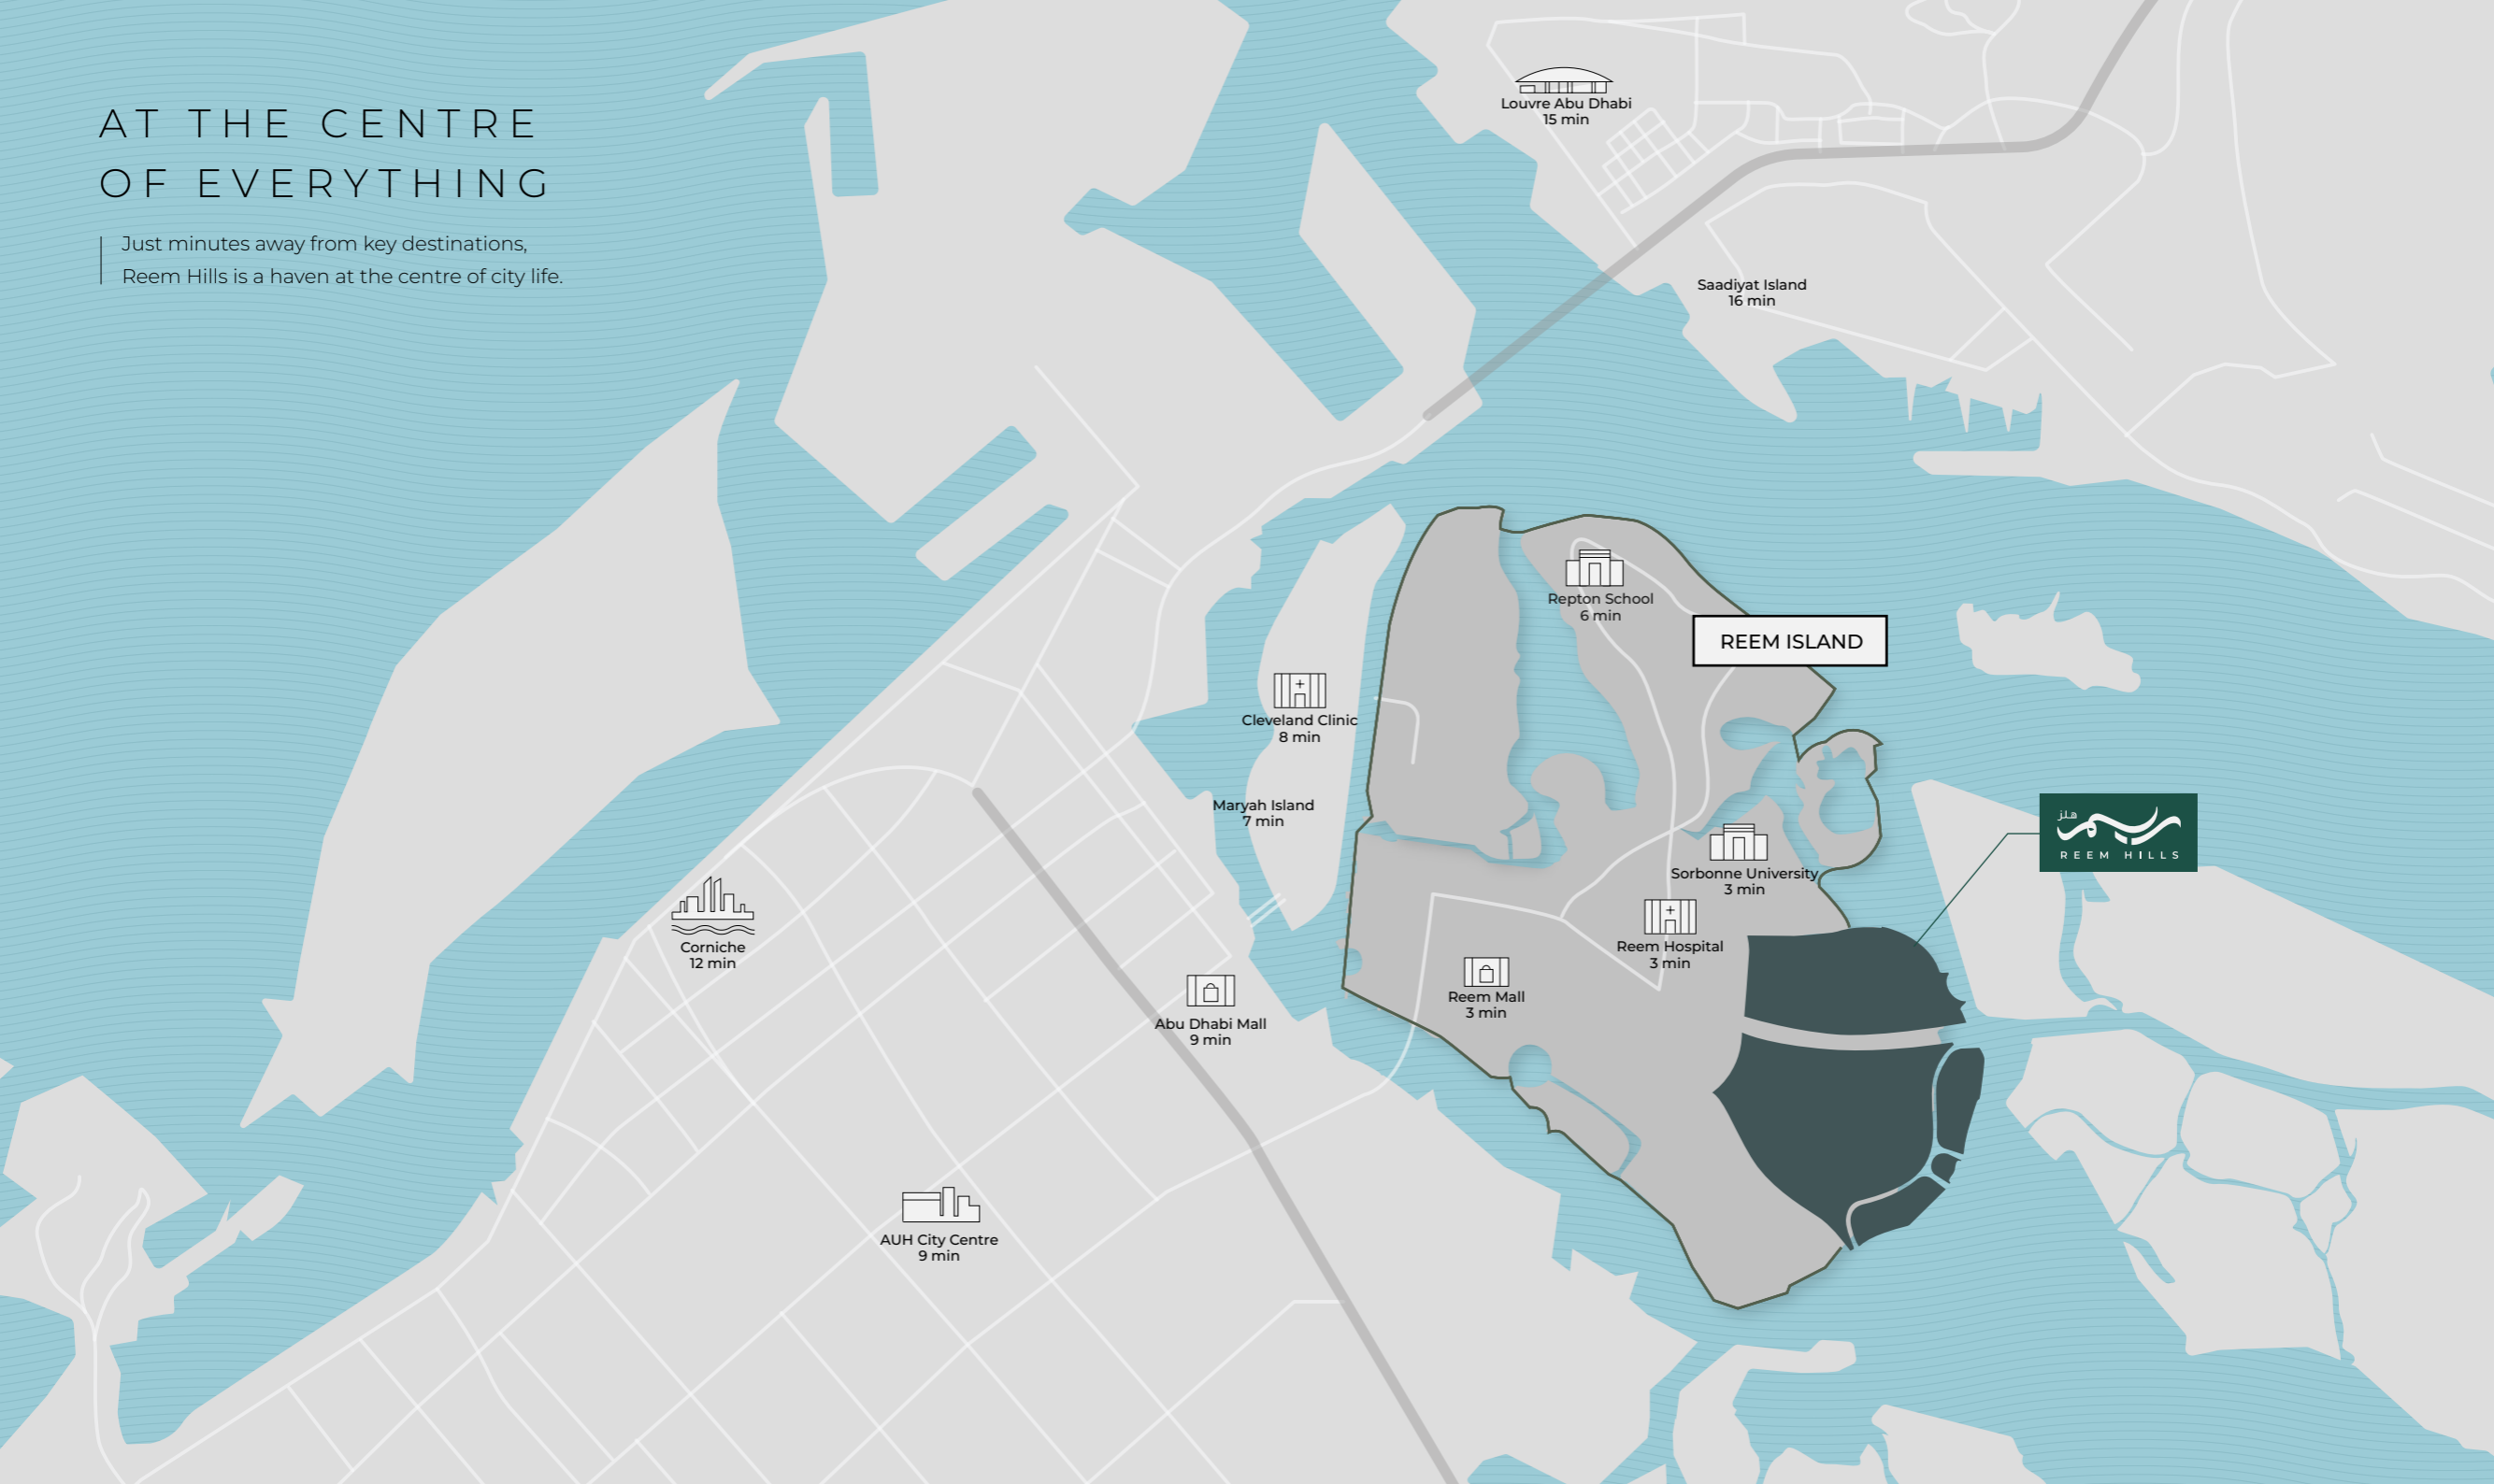 AT THE CENTRE
OF EVERYTHING
Just minutes away from key destinations,
Reem Hills is a haven at the centre of city life.
Louvre Abu Dhabi
15 min
Saadiyat Island
16 min
Repton School
6 min
REEM ISLAND
Cleveland Clinic
8 min
Maryah Island
7 min
ريم هلز
REEM HILLS
Sorbonne University
3 min
Corniche
12 min
Reem Hospital
3 min
Reem Mall
3 min
Abu Dhabi Mall
9 min
AUH City Centre
9 min